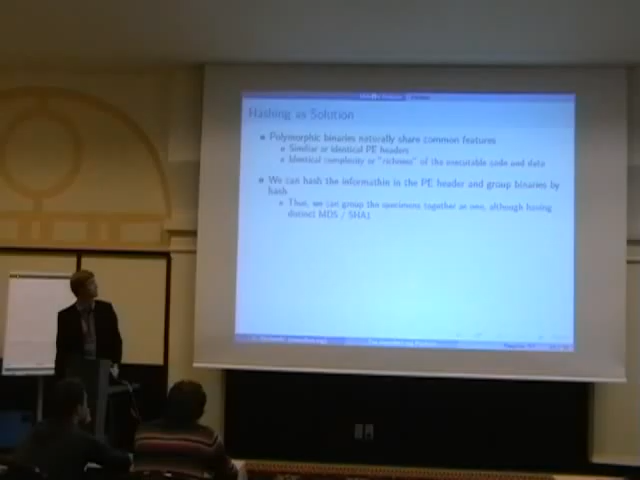 Hashing as Solution
Polymorphic binaries naturally share common features
Similar or identical PE headers
Identical complexity or "richness" of the executable code and data
We can hash the information in the PE header and group binaries by
hash
Thus, we can group the specimens together as one, although having
distinct MD5 / SHA1